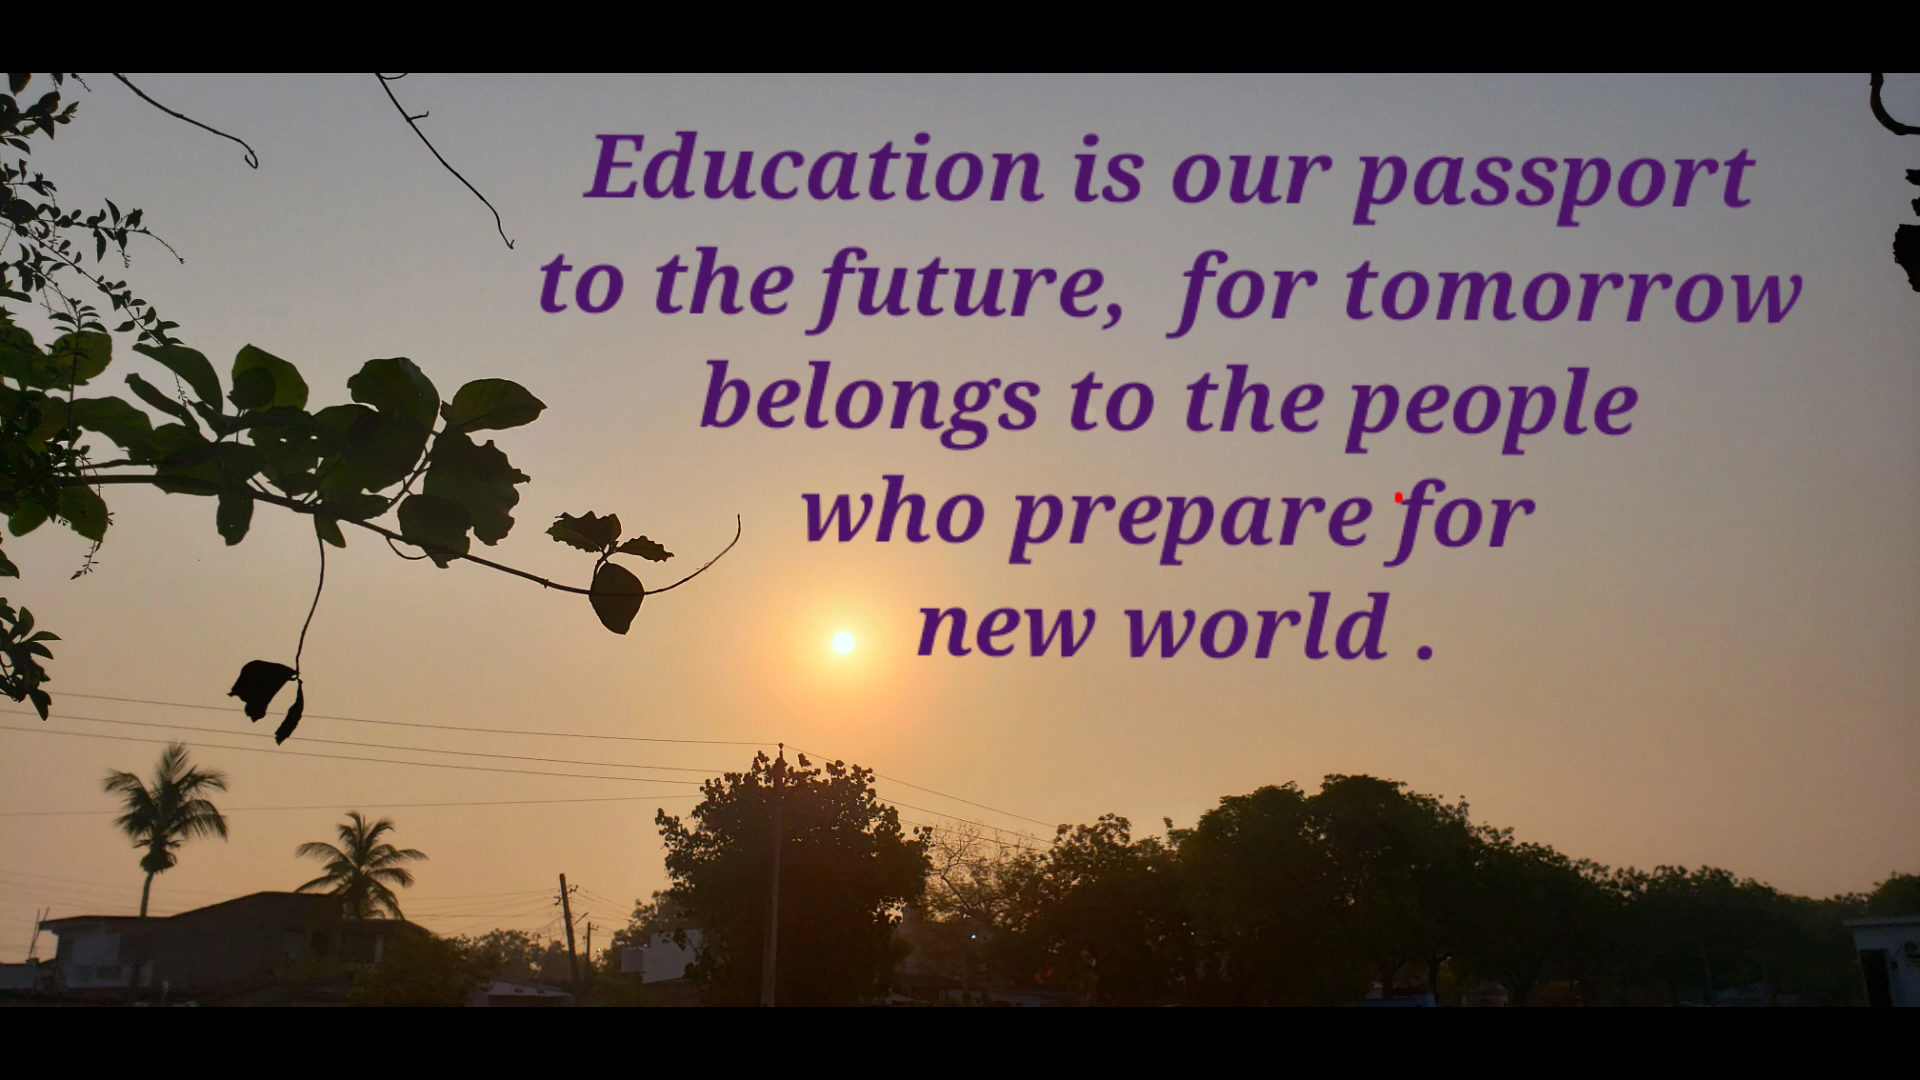 Education is our passport
to the future,  for tomorrow
belongs to the people
who prepare for
new world .